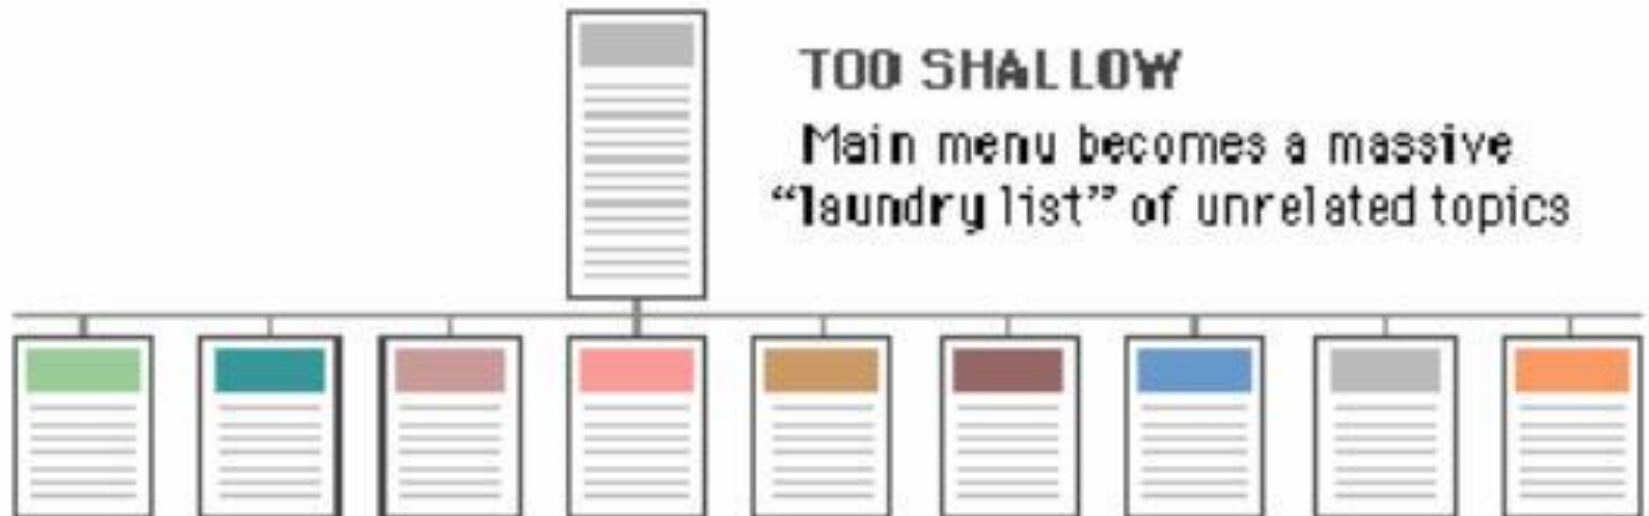 TOO SHALLOW
Main menu becomes a massive
“laundry list” of unrelated topics